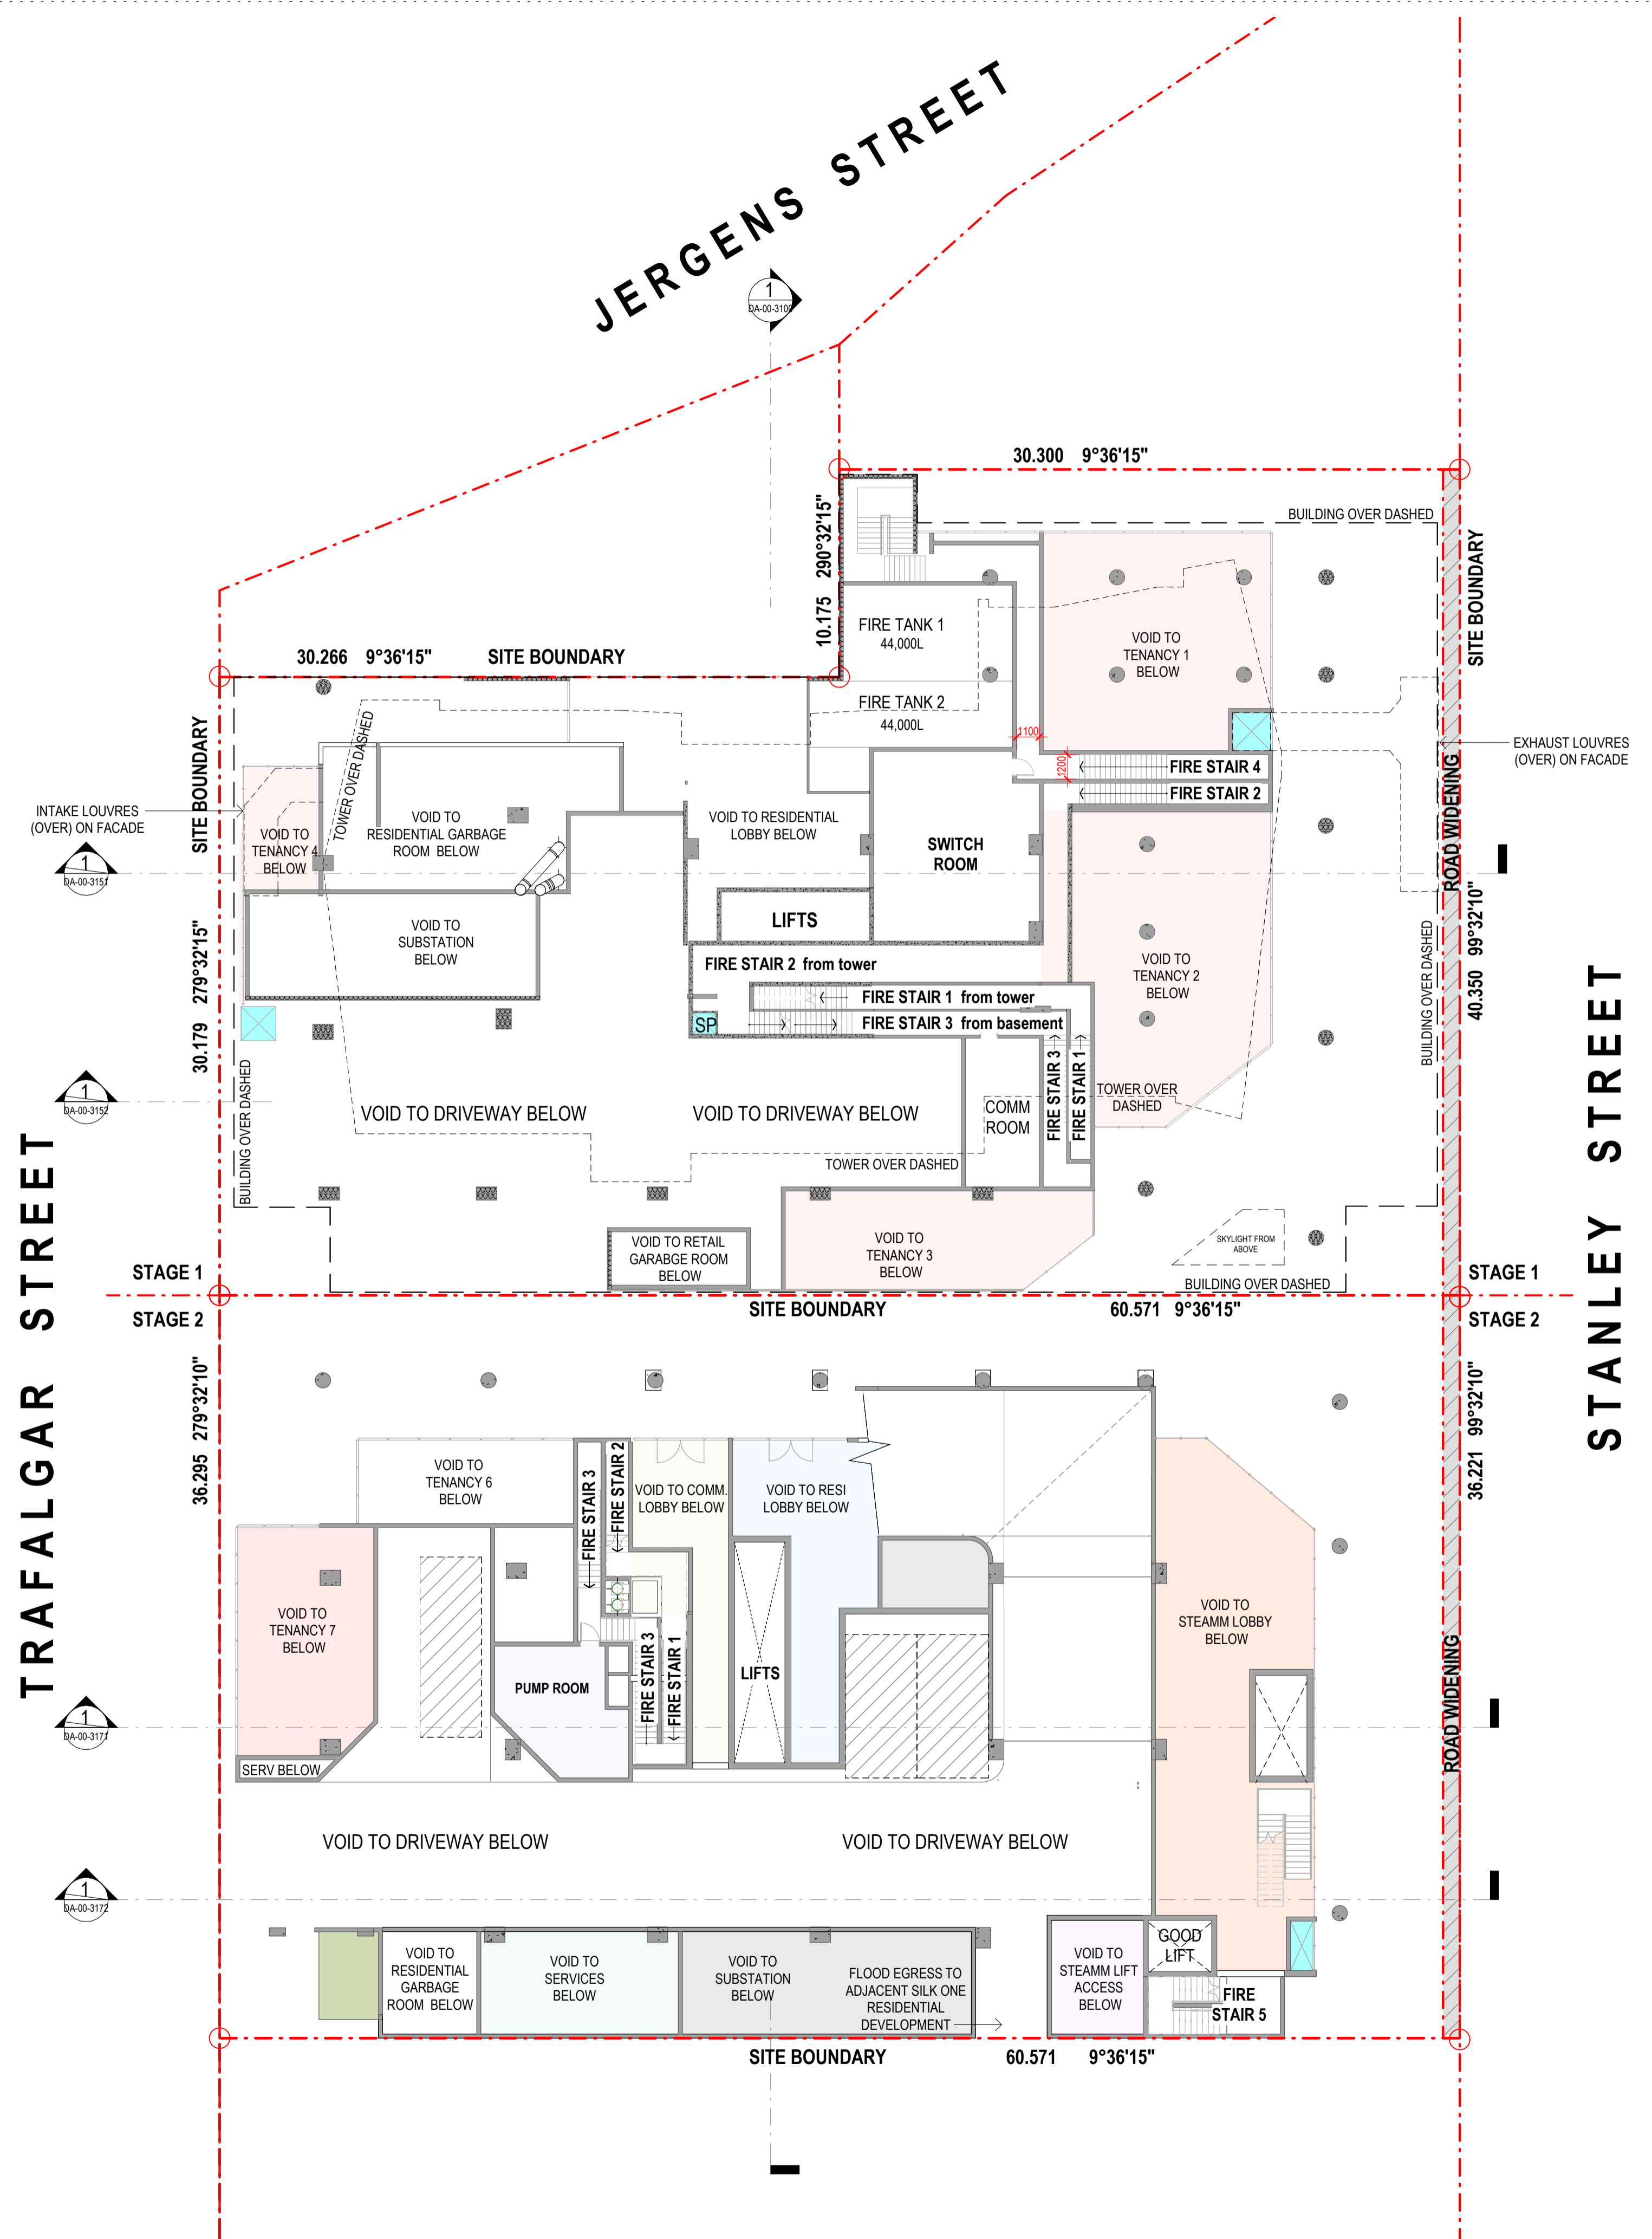 JERGENS STREET
1
DA-00-3100
30.300 9°36'15"
BUILDING OVER DASHED
10.175 290°32'15"
SITE BOUNDARY
FIRE TANK 1
44,000L
VOID TO
TENANCY 1
BELOW
30.266 9°36'15" SITE BOUNDARY
FIRE TANK 2
44,000L
SITE BOUNDARY
TOWER OVER DASHED
1100
1200
FIRE STAIR 4
FIRE STAIR 2
EXHAUST LOUVRES
(OVER) ON FACADE
ROAD WIDENING
INTAKE LOUVRES
(OVER) ON FACADE
VOID TO
TENANCY 4
BELOW
VOID TO
RESIDENTIAL GARBAGE
ROOM BELOW
VOID TO RESIDENTIAL
LOBBY BELOW
SWITCH
ROOM
1
DA-00-3151
LIFTS
VOID TO
SUBSTATION
BELOW
FIRE STAIR 2 from tower
VOID TO
TENANCY 2
BELOW
BUILDING OVER DASHED
40.350 99°32'10"
30.179 279°32'15"
FIRE STAIR 1 from tower
SP
FIRE STAIR 3 from basement
FIRE STAIR 3
FIRE STAIR 1
1
DA-00-3152
BUILDING OVER DASHED
VOID TO DRIVEWAY BELOW
VOID TO DRIVEWAY BELOW
COMM
ROOM
TOWER OVER
DASHED
TOWER OVER DASHED
TRAFALGAR STREET
STANLEY STREET
VOID TO RETAIL
GARABGE ROOM
BELOW
VOID TO
TENANCY 3
BELOW
SKYLIGHT FROM
ABOVE
BUILDING OVER DASHED
STAGE 1
STAGE 1
SITE BOUNDARY 60.571 9°36'15"
STAGE 2
STAGE 2
36.295 279°32'10"
36.221 99°32'10"
VOID TO
TENANCY 6
BELOW
FIRE STAIR 3
FIRE STAIR 2
VOID TO COMM.
LOBBY BELOW
VOID TO RESI
LOBBY BELOW
VOID TO
TENANCY 7
BELOW
VOID TO
STEAMM LOBBY
BELOW
PUMP ROOM
FIRE STAIR 3
FIRE STAIR 1
LIFTS
ROAD WIDENING
1
DA-00-3171
SERV BELOW
VOID TO DRIVEWAY BELOW
VOID TO DRIVEWAY BELOW
1
DA-00-3172
VOID TO
RESIDENTIAL
GARBAGE
ROOM BELOW
VOID TO
SERVICES
BELOW
VOID TO
SUBSTATION
BELOW
FLOOD EGRESS TO
ADJACENT SILK ONE
RESIDENTIAL
DEVELOPMENT
VOID TO
STEAMM LIFT
ACCESS
BELOW
GOOD
LIFT
FIRE
STAIR 5
SITE BOUNDARY 60.571 9°36'15"